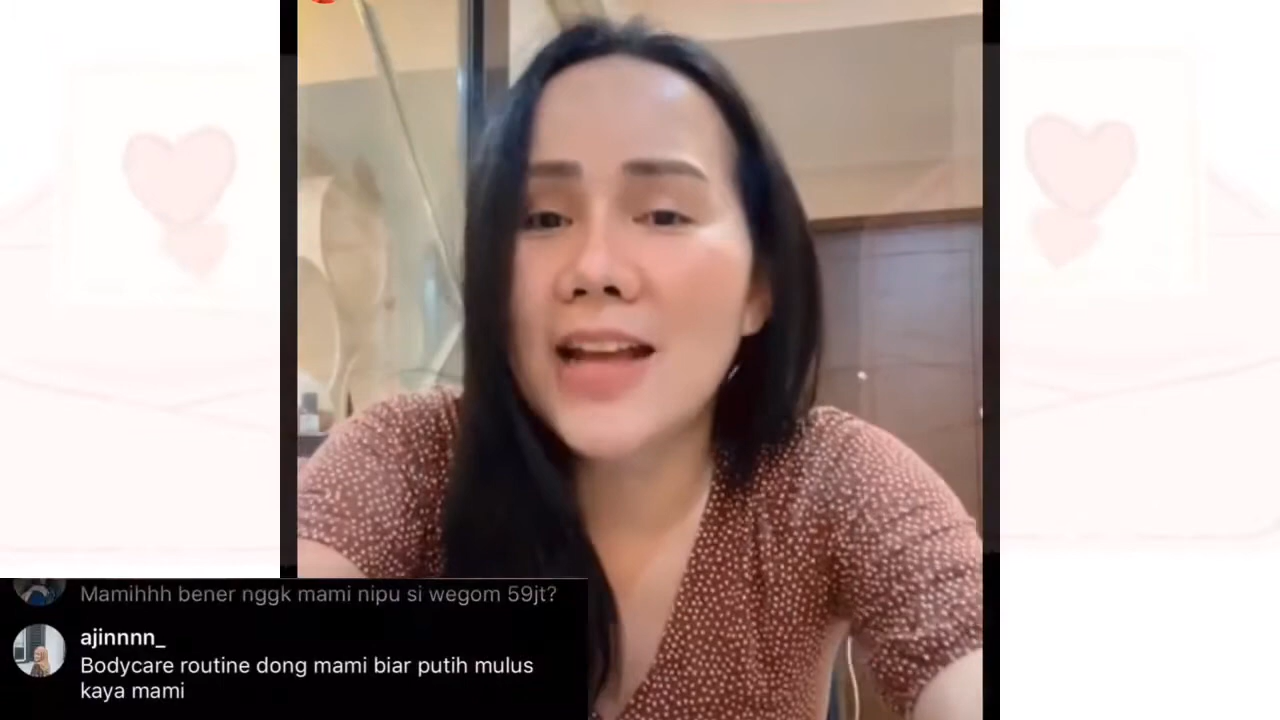 Mamihhh bener nggk mami nipu si wegom 59jt?
ajinnnn_
Bodycare routine dong mami biar putih mulus
kaya mami